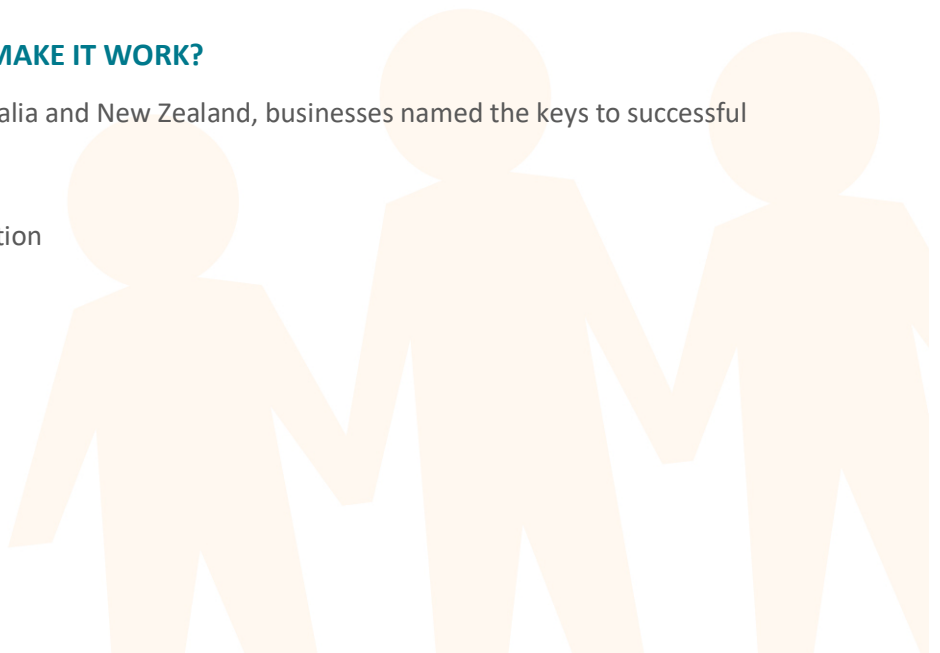 MAKE IT WORK?
alia and New Zealand, businesses named the keys to successful
tion